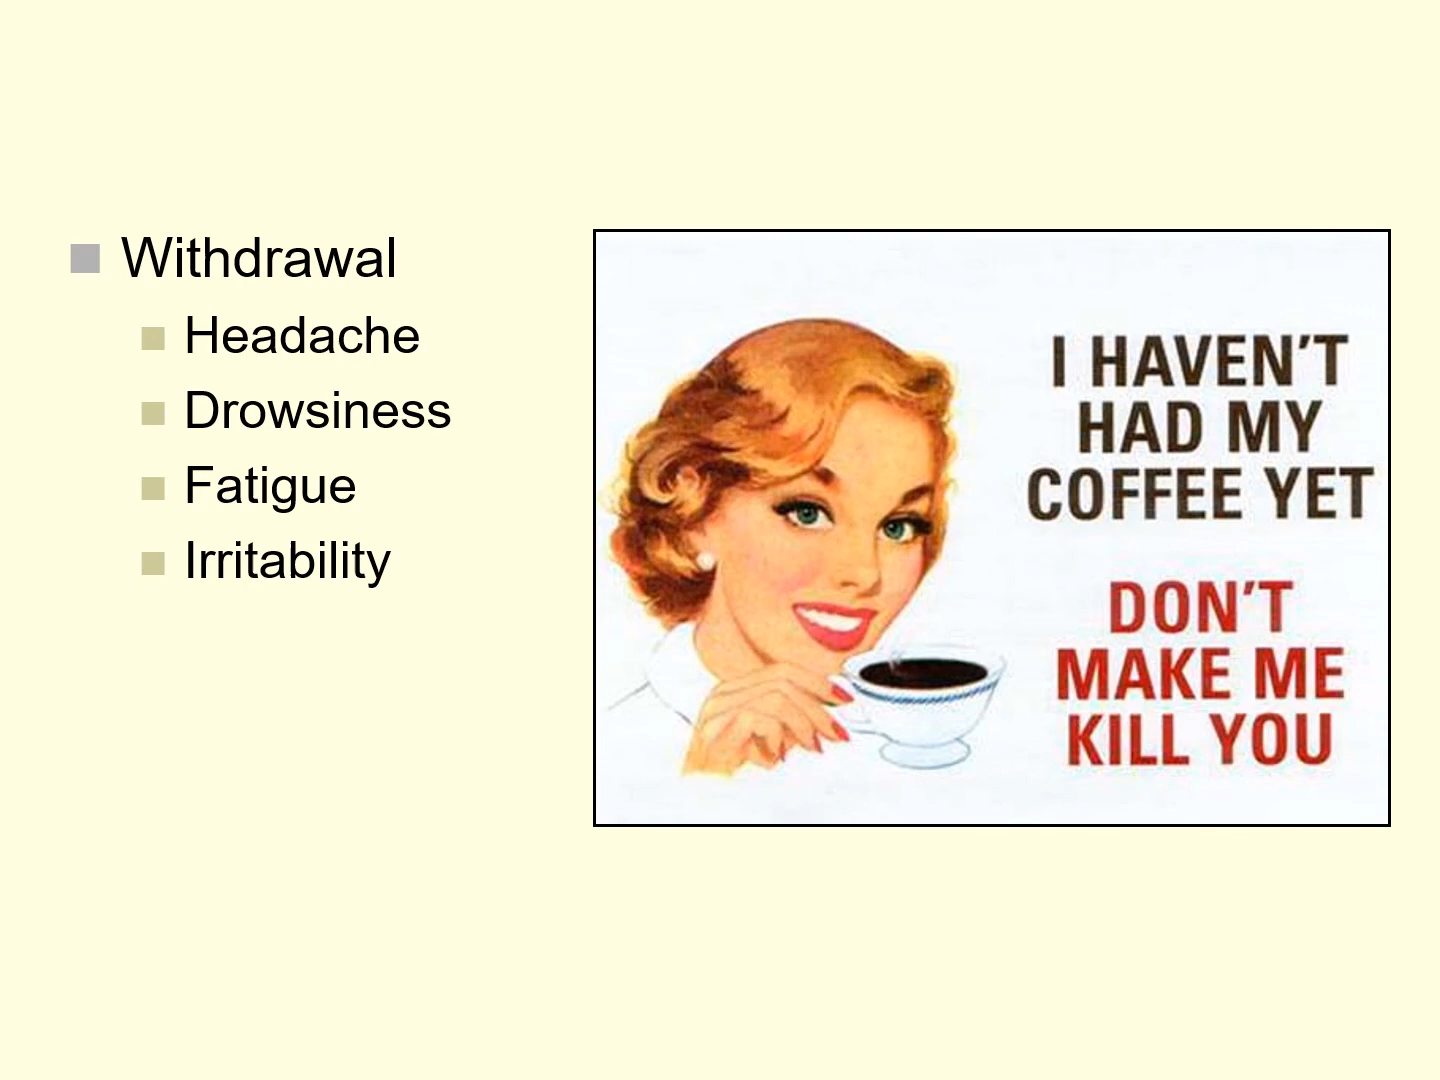 Withdrawal
Headache
Drowsiness
Fatigue
Irritability
I HAVEN'T
HAD MY
COFFEE YET
DON'T
MAKE ME
KILL YOU